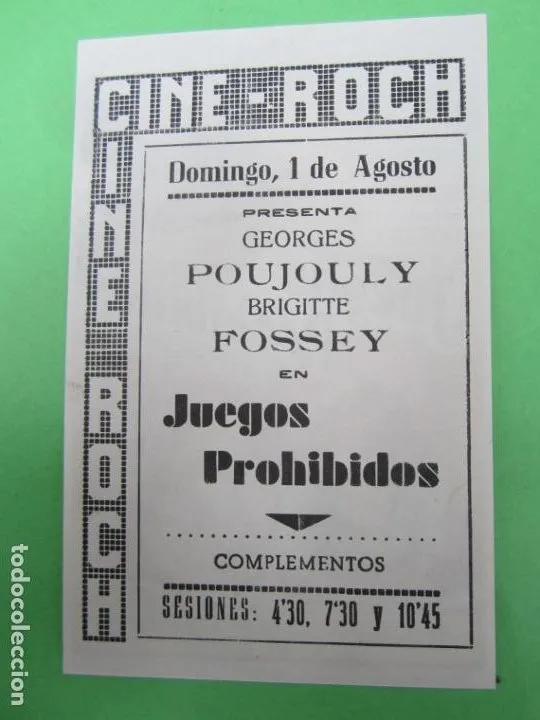 CINE-ROCH
CINE ROCH
Domingo, 1 de Agosto
PRESENTA
GEORGES
POUJOULY
BRIGITTE
FOSSEY
EN
Juegos
Prohibidos
COMPLEMENTOS
SESIONES: 4'30, 7'30 y 10'45
todocoleccion.net